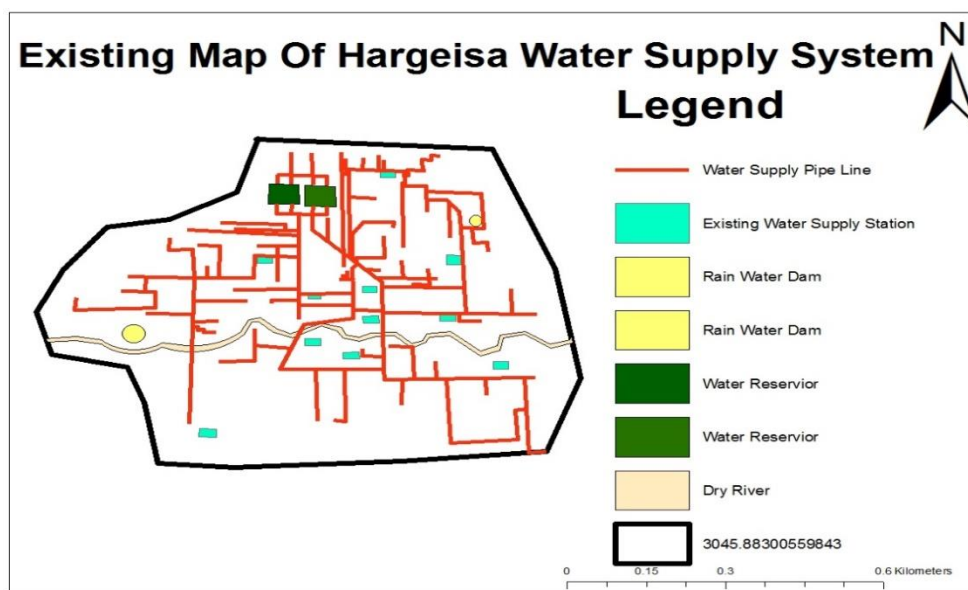 N
Existing Map Of Hargeisa Water Supply System
Legend
Water Supply Pipe Line
Existing Water Supply Station
Rain Water Dam
Rain Water Dam
Water Reservior
Water Reservior
Dry River
3045.88300559843
0 0.15 0.3 0.6 Kilometers